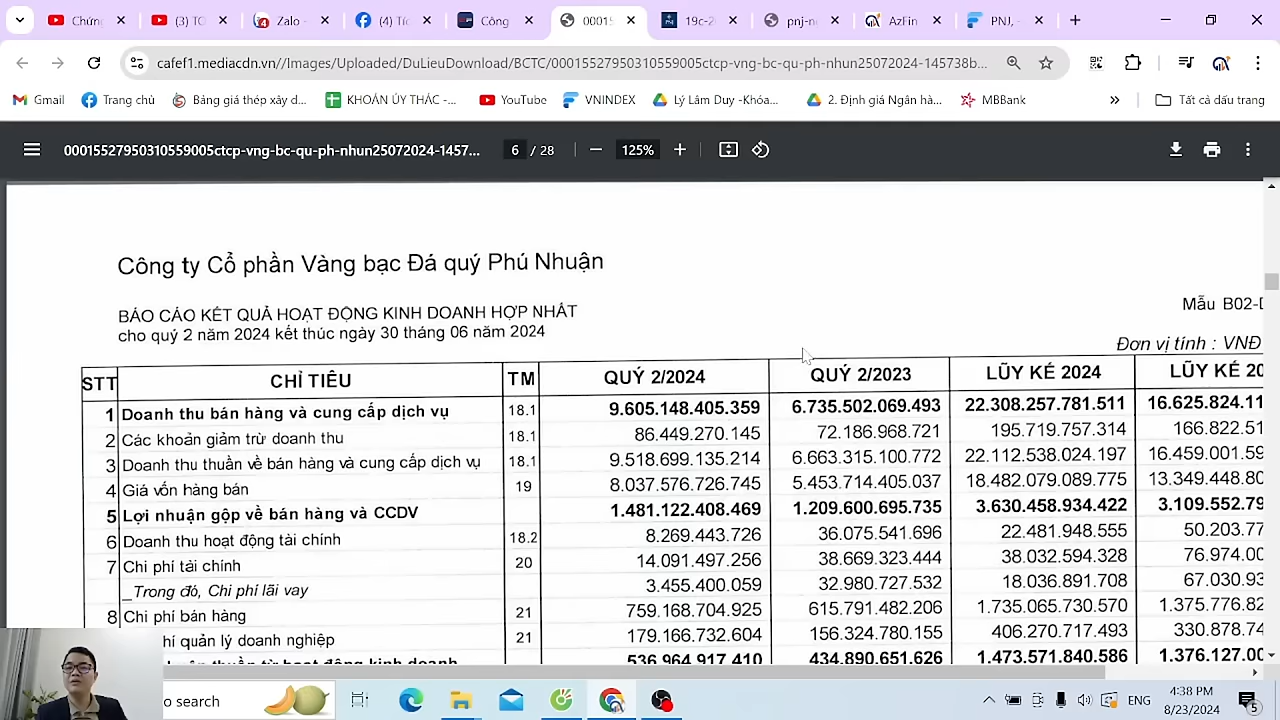 Chún
(3) TC
Zalo -
(4) Tíc
Công
00015
19c-2
pnj-n
AzFin
PNJ, -
cafef1.mediacdn.vn//Images/Uploaded/DuLieuDownload/BCTC/00015527950310559005ctcp-vng-bc-qu-ph-nhun25072024-145738b...
Gmail Trang chủ Bảng giá thép xây d... KHOẢN ỦY THÁC -... YouTube VNINDEX Lý Lâm Duy -Khóa... 2. Định giá Ngân hà... MBBank » Tất cả dấu trang
00015527950310559005ctcp-vng-bc-qu-ph-nhun25072024-1457... 6 / 28 125%
Công ty Cổ phần Vàng bạc Đá quý Phú Nhuận
BÁO CÁO KẾT QUẢ HOẠT ĐỘNG KINH DOANH HỢP NHẤT
Mẫu B02-D
cho quý 2 năm 2024 kết thúc ngày 30 tháng 06 năm 2024
Đơn vị tính : VNĐ
STT CHỈ TIÊU TM QUÝ 2/2024 QUÝ 2/2023 LŨY KẾ 2024 LŨY KẾ 20
1 Doanh thu bán hàng và cung cấp dịch vụ 18.1 9.605.148.405.359 6.735.502.069.493 22.308.257.781.511 16.625.824.11
2 Các khoản giảm trừ doanh thu 18.1 86.449.270.145 72.186.968.721 195.719.757.314 166.822.51
3 Doanh thu thuần về bán hàng và cung cấp dịch vụ 18.1 9.518.699.135.214 6.663.315.100.772 22.112.538.024.197 16.459.001.59
4 Giá vốn hàng bán 19 8.037.576.726.745 5.453.714.405.037 18.482.079.089.775 13.349.448.80
5 Lợi nhuận gộp về bán hàng và CCDV 1.481.122.408.469 1.209.600.695.735 3.630.458.934.422 3.109.552.79
6 Doanh thu hoạt động tài chính 18.2 8.269.443.726 36.075.541.696 22.481.948.555 50.203.77
7 Chi phí tài chính 20 14.091.497.256 38.669.323.444 38.032.594.328 76.974.00
_Trong đó, Chi phí lãi vay 3.455.400.059 32.980.727.532 18.036.891.708 67.030.93
8 Chi phí bán hàng 21 759.168.704.925 615.791.482.206 1.735.065.730.570 1.375.776.82
hí quản lý doanh nghiệp 21 179.166.732.604 156.324.780.155 406.270.717.493 330.878.74
thuần từ hoạt động kinh doanh 536.964.917.410 434.890.651.626 1.473.571.840.586 1.376.127.00
o search
ENG
4:38 PM
8/23/2024
5